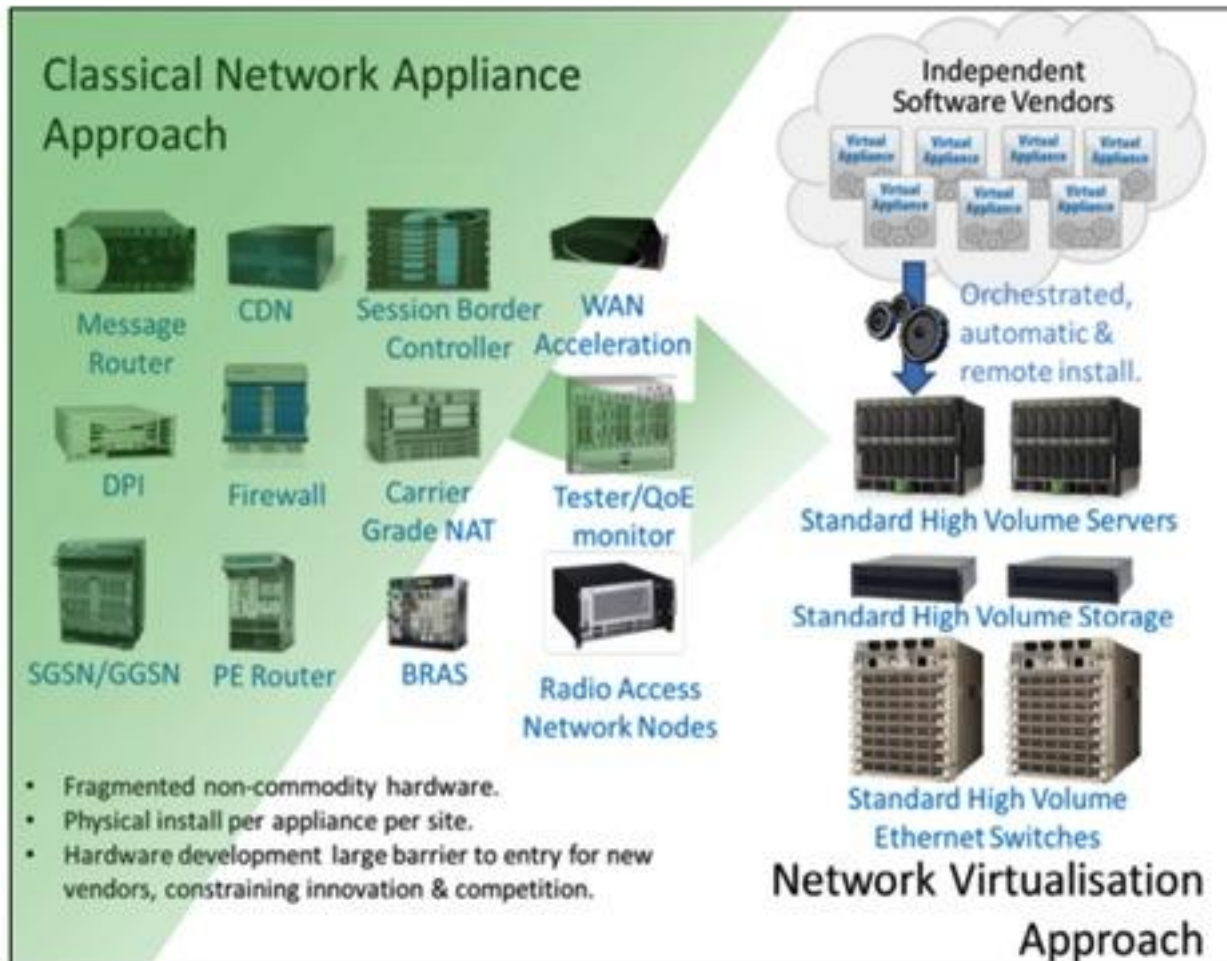 Classical Network Appliance
Approach
Independent
Software Vendors
Virtual
Appliance
Virtual
Appliance
Virtual
Appliance
Virtual
Appliance
Virtual
Appliance
Virtual
Appliance
Virtual
Appliance
Orchestrated,
automatic &
remote install.
Message
Router
CDN
Session Border
Controller
WAN
Acceleration
DPI
Firewall
Carrier
Grade NAT
Tester/QoE
monitor
SGSN/GGSN
PE Router
BRAS
Radio Access
Network Nodes
Standard High Volume Servers
Standard High Volume Storage
Standard High Volume
Ethernet Switches
• Fragmented non-commodity hardware.
• Physical install per appliance per site.
• Hardware development large barrier to entry for new
vendors, constraining innovation & competition.
Network Virtualisation
Approach